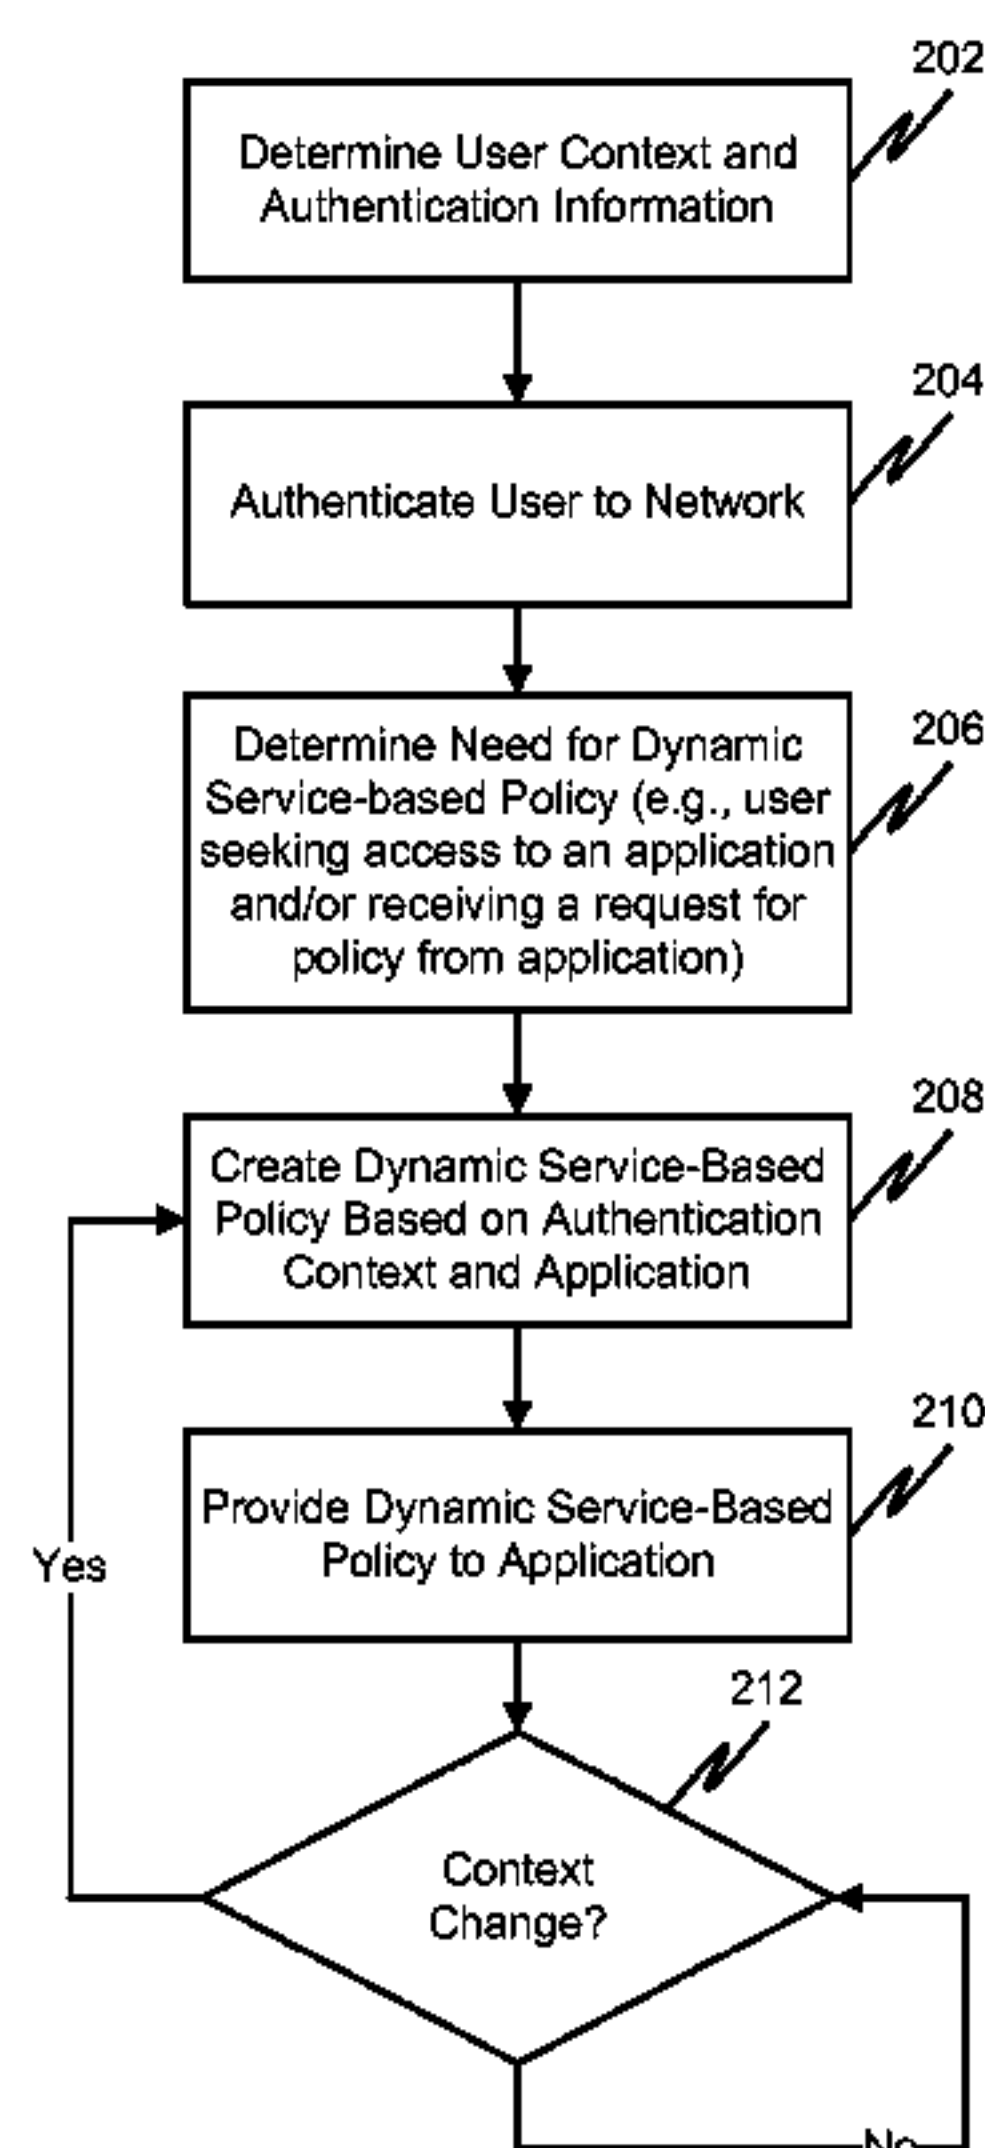 202
Determine User Context and
Authentication Information
204
Authenticate User to Network
206
Determine Need for Dynamic
Service-based Policy (e.g., user
seeking access to an application
and/or receiving a request for
policy from application)
208
Create Dynamic Service-Based
Policy Based on Authentication
Context and Application
210
Provide Dynamic Service-Based
Policy to Application
Yes
212
Context
Change?
No